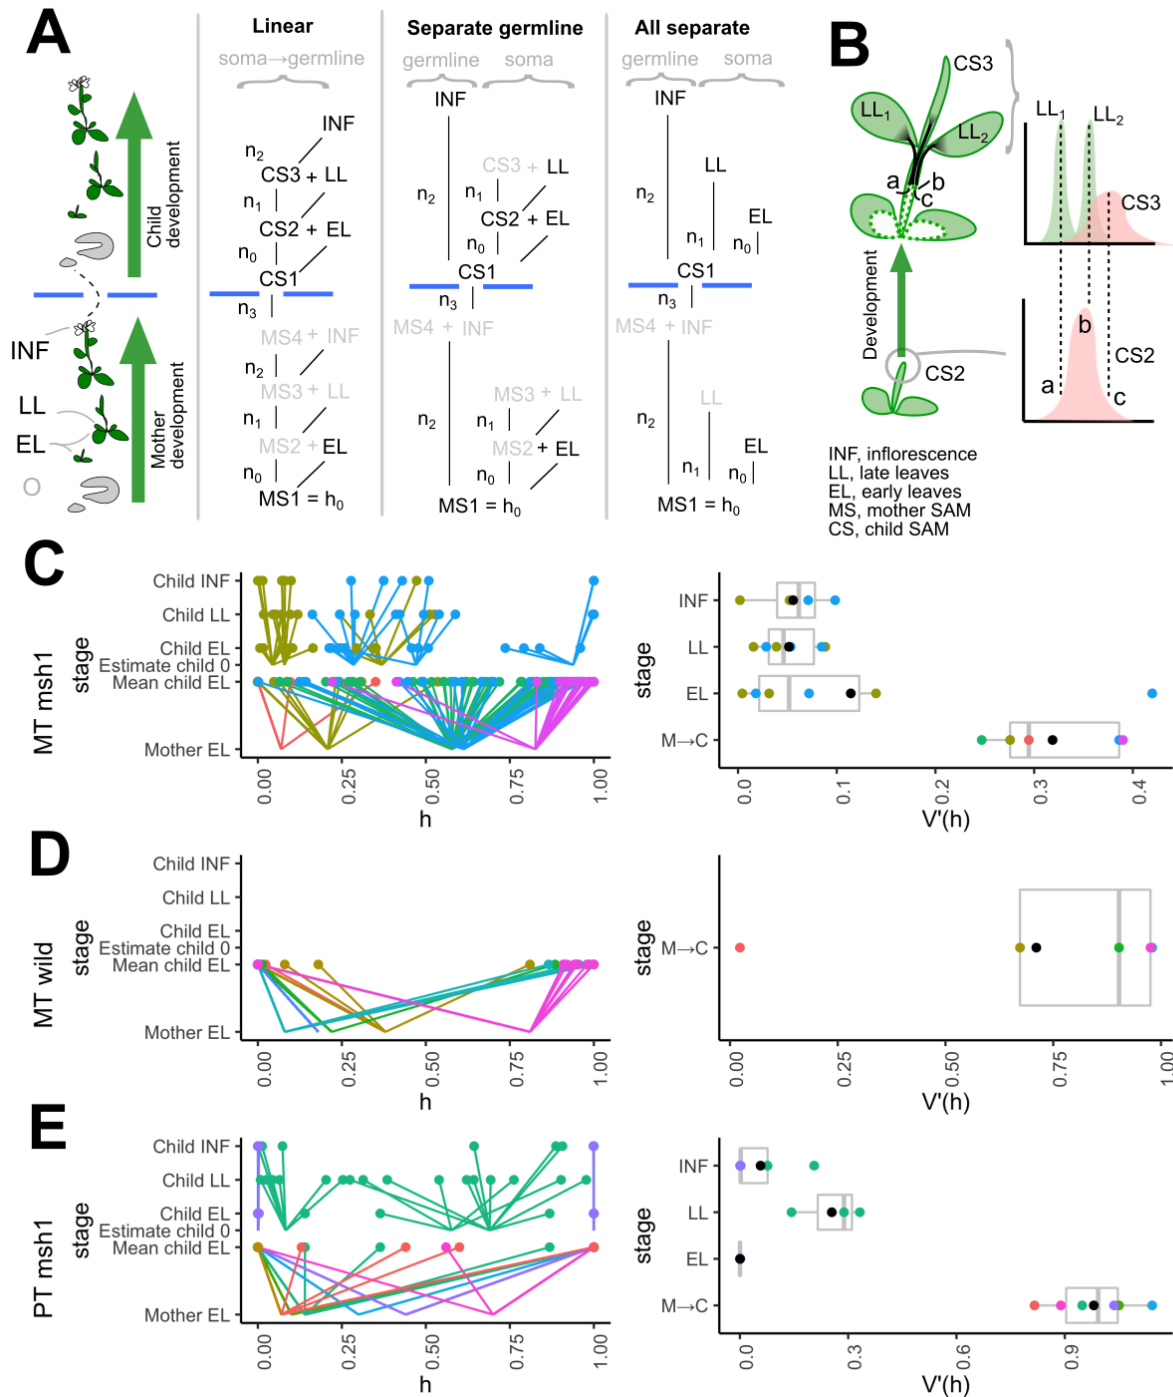 A
Linear
soma→germline
INF
n2
CS3 + LL
n1
CS2 + EL
n0
CS1
n3
MS4 + INF
n2
MS3 + LL
n1
MS2 + EL
n0
MS1 = h0
Separate germline
germline
soma
INF
CS3 + LL
n2
n1
CS2 + EL
n0
CS1
n3
MS4 + INF
MS3 + LL
n2
n1
MS2 + EL
n0
MS1 = h0
All separate
germline
soma
INF
LL
n2
EL
n1
n0
CS1
n3
MS4 + INF
LL
n2
EL
n1
n0
MS1 = h0
Child
development
Mother
development
INF
LL
EL
O
B
CS3
LL1
LL2
a
b
c
Development
CS2
LL1
LL2
CS3
b
CS2
a
c
INF, inflorescence
LL, late leaves
EL, early leaves
MS, mother SAM
CS, child SAM
C
MT msh1
stage
Child INF
Child LL
Child EL
Estimate child 0
Mean child EL
Mother EL
0.00
0.25
0.50
0.75
1.00
h
stage
INF
LL
EL
M→C
0.0
0.1
0.2
0.3
0.4
V'(h)
D
MT wild
stage
Child INF
Child LL
Child EL
Estimate child 0
Mean child EL
Mother EL
0.00
0.25
0.50
0.75
1.00
h
stage
M→C
0.00
0.25
0.50
0.75
1.00
V'(h)
E
PT msh1
stage
Child INF
Child LL
Child EL
Estimate child 0
Mean child EL
Mother EL
0.00
0.25
0.50
0.75
1.00
h
stage
INF
LL
EL
M→C
0.0
0.3
0.6
0.9
V'(h)